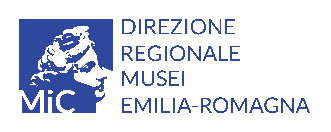 MiC
DIREZIONE
REGIONALE
MUSEI
EMILIA-ROMAGNA